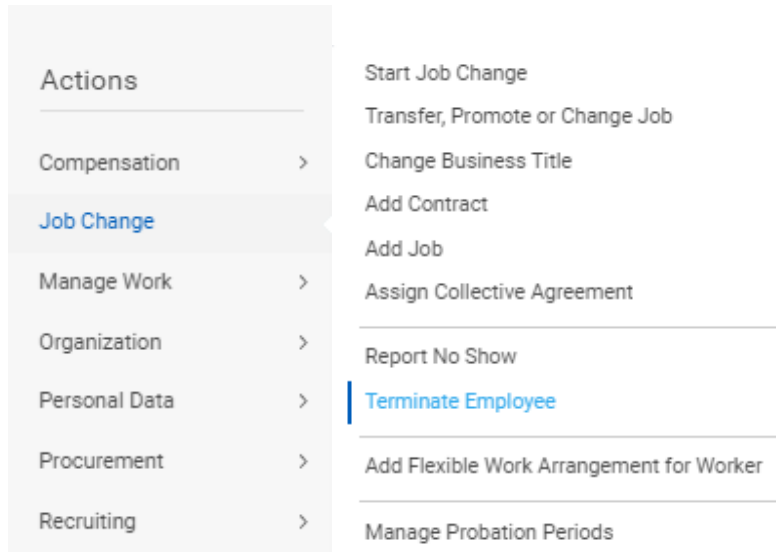 Actions
Compensation
Job Change
Manage Work
Organization
Personal Data
Procurement
Recruiting
Start Job Change
Transfer, Promote or Change Job
Change Business Title
Add Contract
Add Job
Assign Collective Agreement
Report No Show
Terminate Employee
Add Flexible Work Arrangement for Worker
Manage Probation Periods